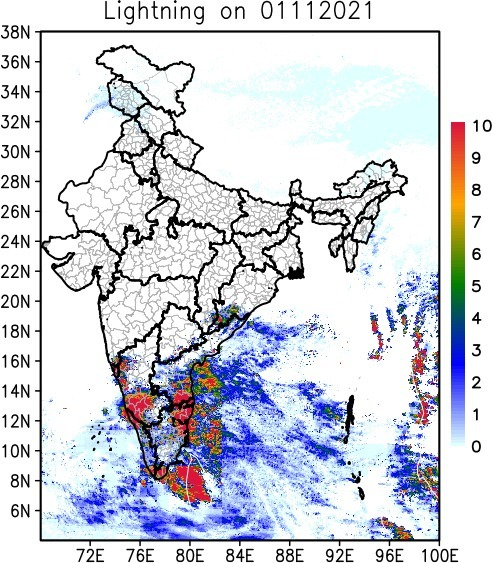 Lightning on 01112021
38N
36N
34N
32N
30N
28N
26N
24N
22N
20N
18N
16N
14N
12N
10N
8N
6N
72E 76E 80E 84E 88E 92E 96E 100E
10
9
8
7
6
5
4
3
2
1
0